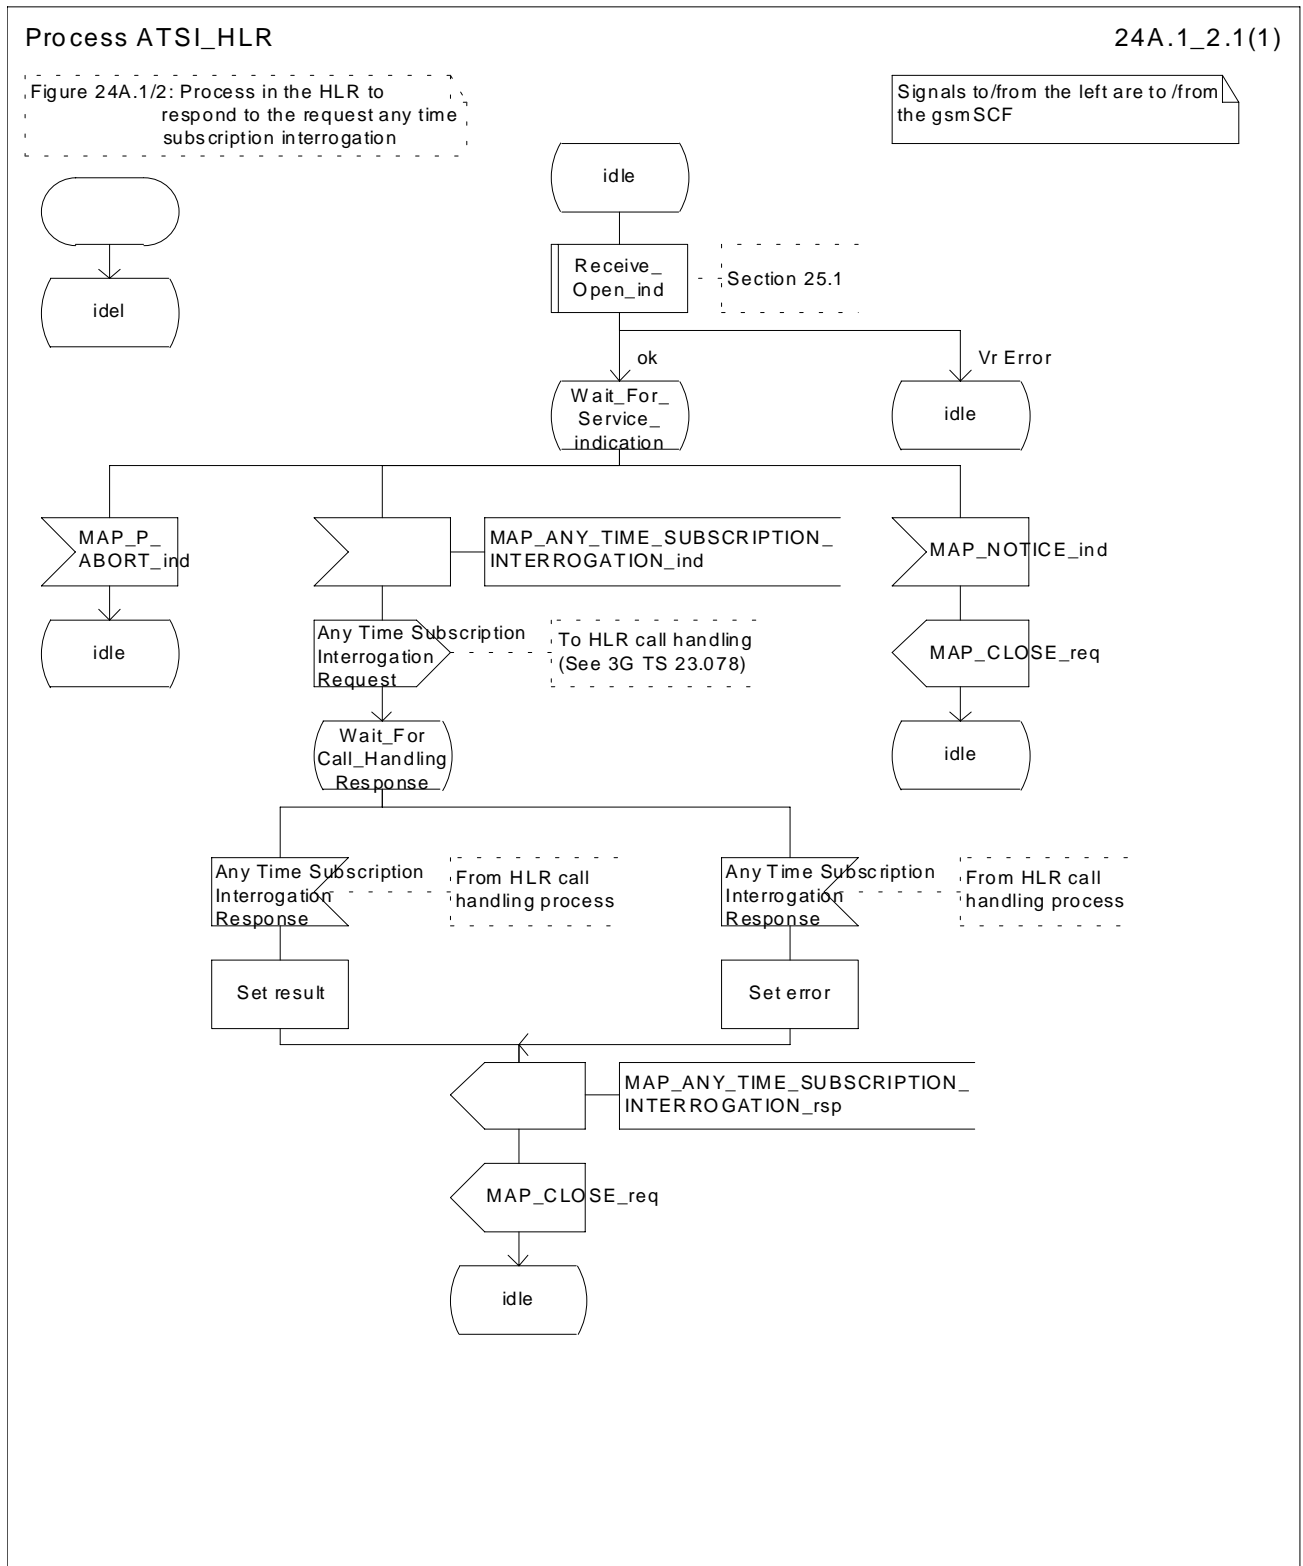 Process ATSI_HLR
24A.1_2.1(1)
Figure 24A.1/2: Process in the HLR to
respond to the request any time
subscription interrogation
Signals to/from the left are to /from
the gsmSCF
idle
idel
Receive_
Open_ind
Section 25.1
ok
Vr Error
Wait_For_
Service_
indication
idle
MAP_P_
ABORT_ind
MAP_ANY_TIME_SUBSCRIPTION_
INTERROGATION_ind
MAP_NOTICE_ind
idle
Any Time Subscription
Interrogation
Request
To HLR call handling
(See 3G TS 23.078)
MAP_CLOSE_req
Wait_For
Call_Handling
Response
idle
Any Time Subscription
Interrogation
Response
From HLR call
handling process
Any Time Subscription
Interrogation
Response
From HLR call
handling process
Set result
Set error
MAP_ANY_TIME_SUBSCRIPTION_
INTERROGATION_rsp
MAP_CLOSE_req
idle